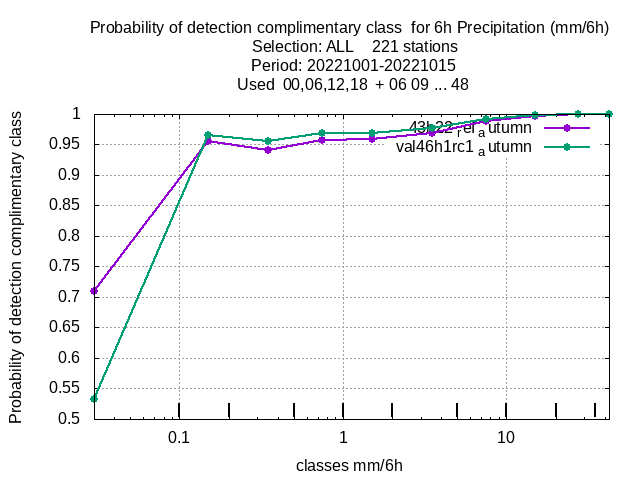 Probability of detection complimentary class  for 6h Precipitation (mm/6h)
Selection: ALL    221 stations
Period: 20221001-20221015
Used  00,06,12,18  + 06 09 ... 48
Probability of detection complimentary class
1
0.95
0.9
0.85
0.8
0.75
0.7
0.65
0.6
0.55
0.5
utumn
val46h1rc1 a utumn
0.1
1
10
classes mm/6h